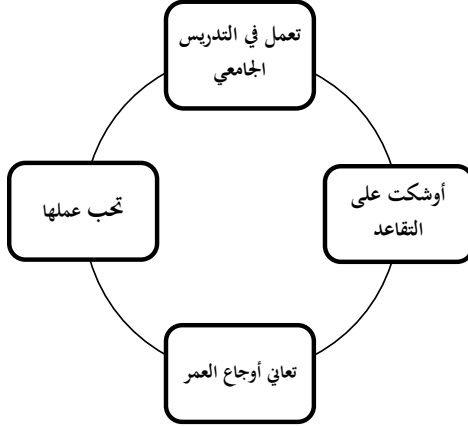 تعمل في التدريس
الجامعي
أوشكت على
التقاعد
تعاني أوجاع العمر
تحب عملها